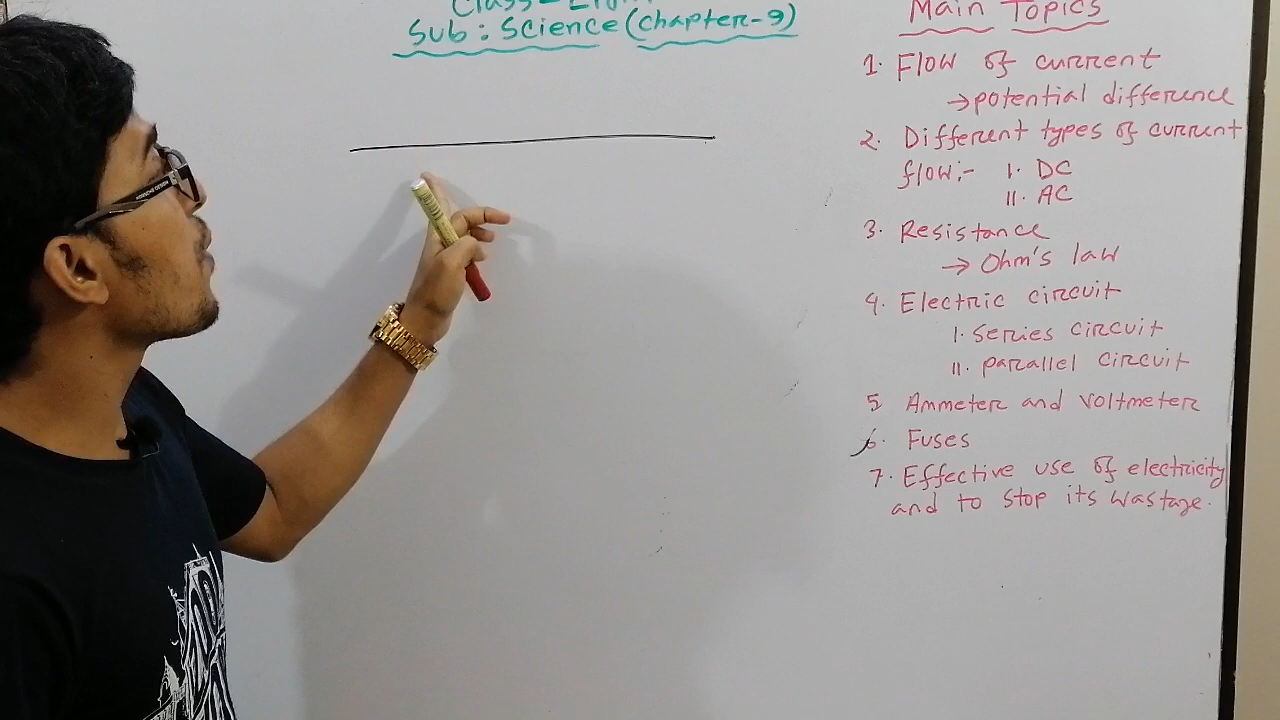 Sub : Science (chapter-9)
Main Topics
1. Flow of current
→ potential difference
2. Different types of current
flow:- I. DC
II. AC
3. Resistance
→ Ohm's law
4. Electric circuit
I. series circuit
II. parallel circuit
5 Ammeter and voltmeter
6. Fuses
7. Effective use of electricity
and to stop its wastage.